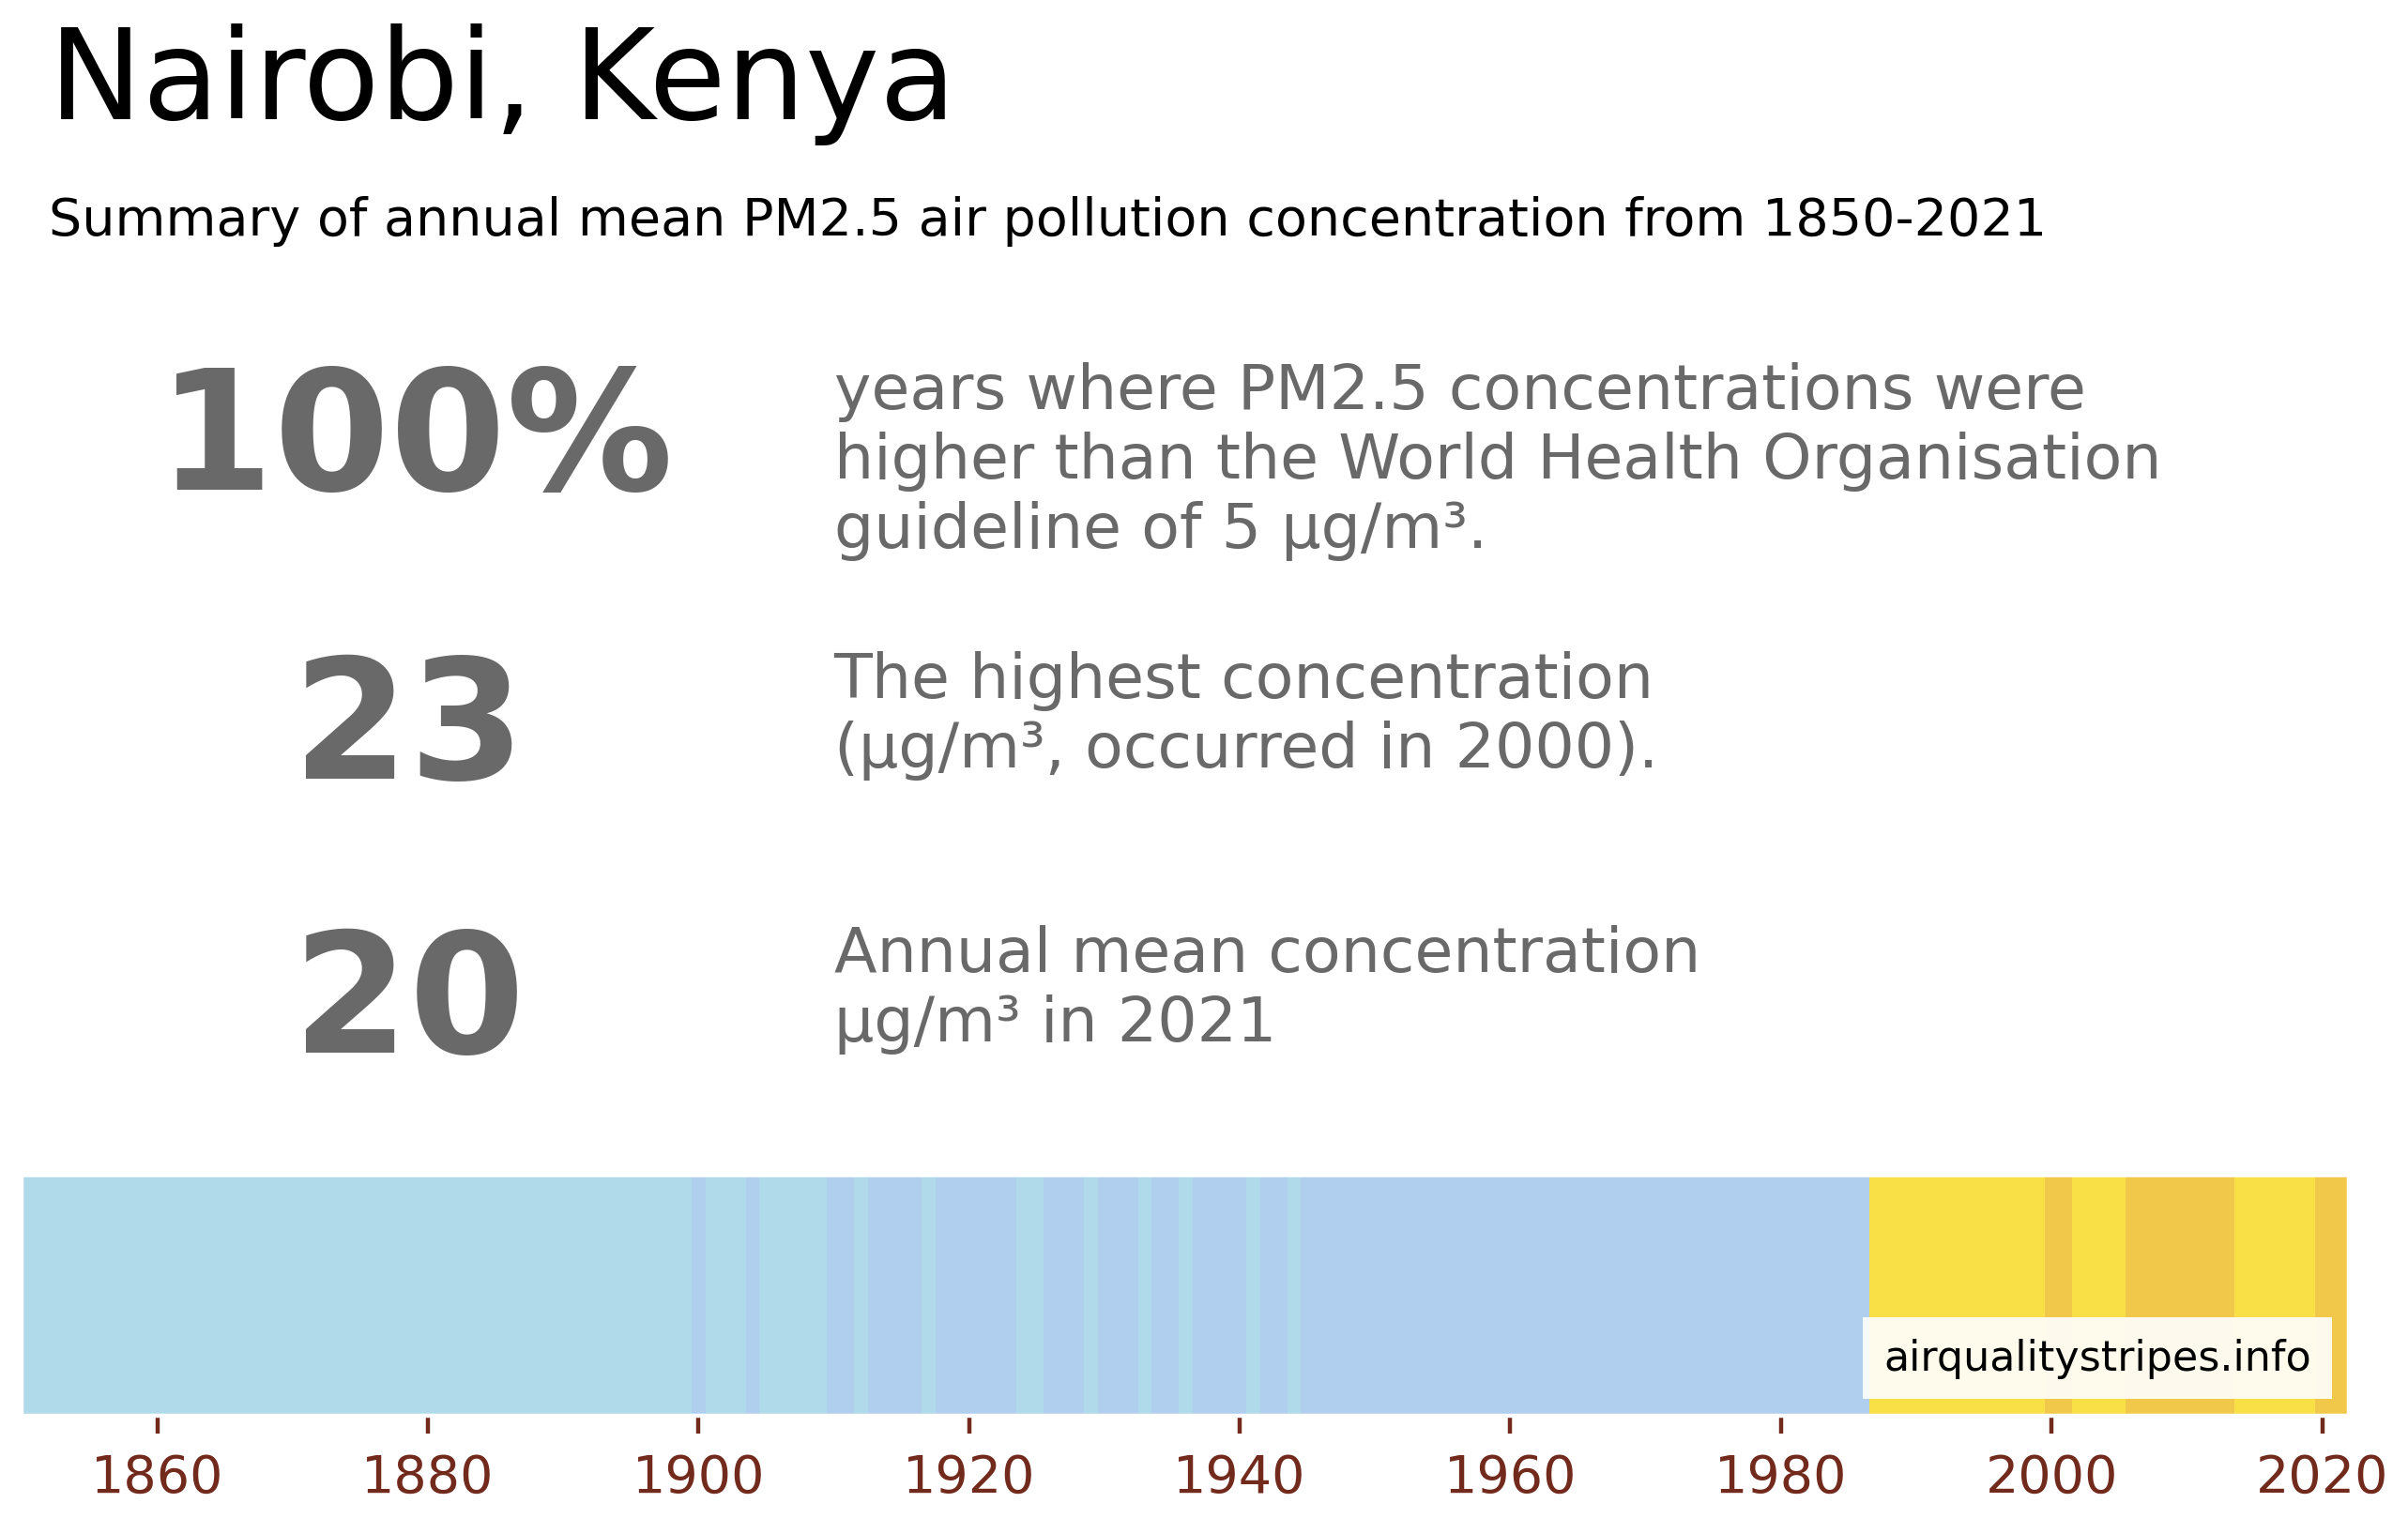 Nairobi, Kenya
Summary of annual mean PM2.5 air pollution concentration from 1850-2021
100%
years where PM2.5 concentrations were
higher than the World Health Organisation
guideline of 5 µg/m³.
23
The highest concentration
(µg/m³, occurred in 2000).
20
Annual mean concentration
µg/m³ in 2021
airqualitystripes.info
1860 1880 1900 1920 1940 1960 1980 2000 2020